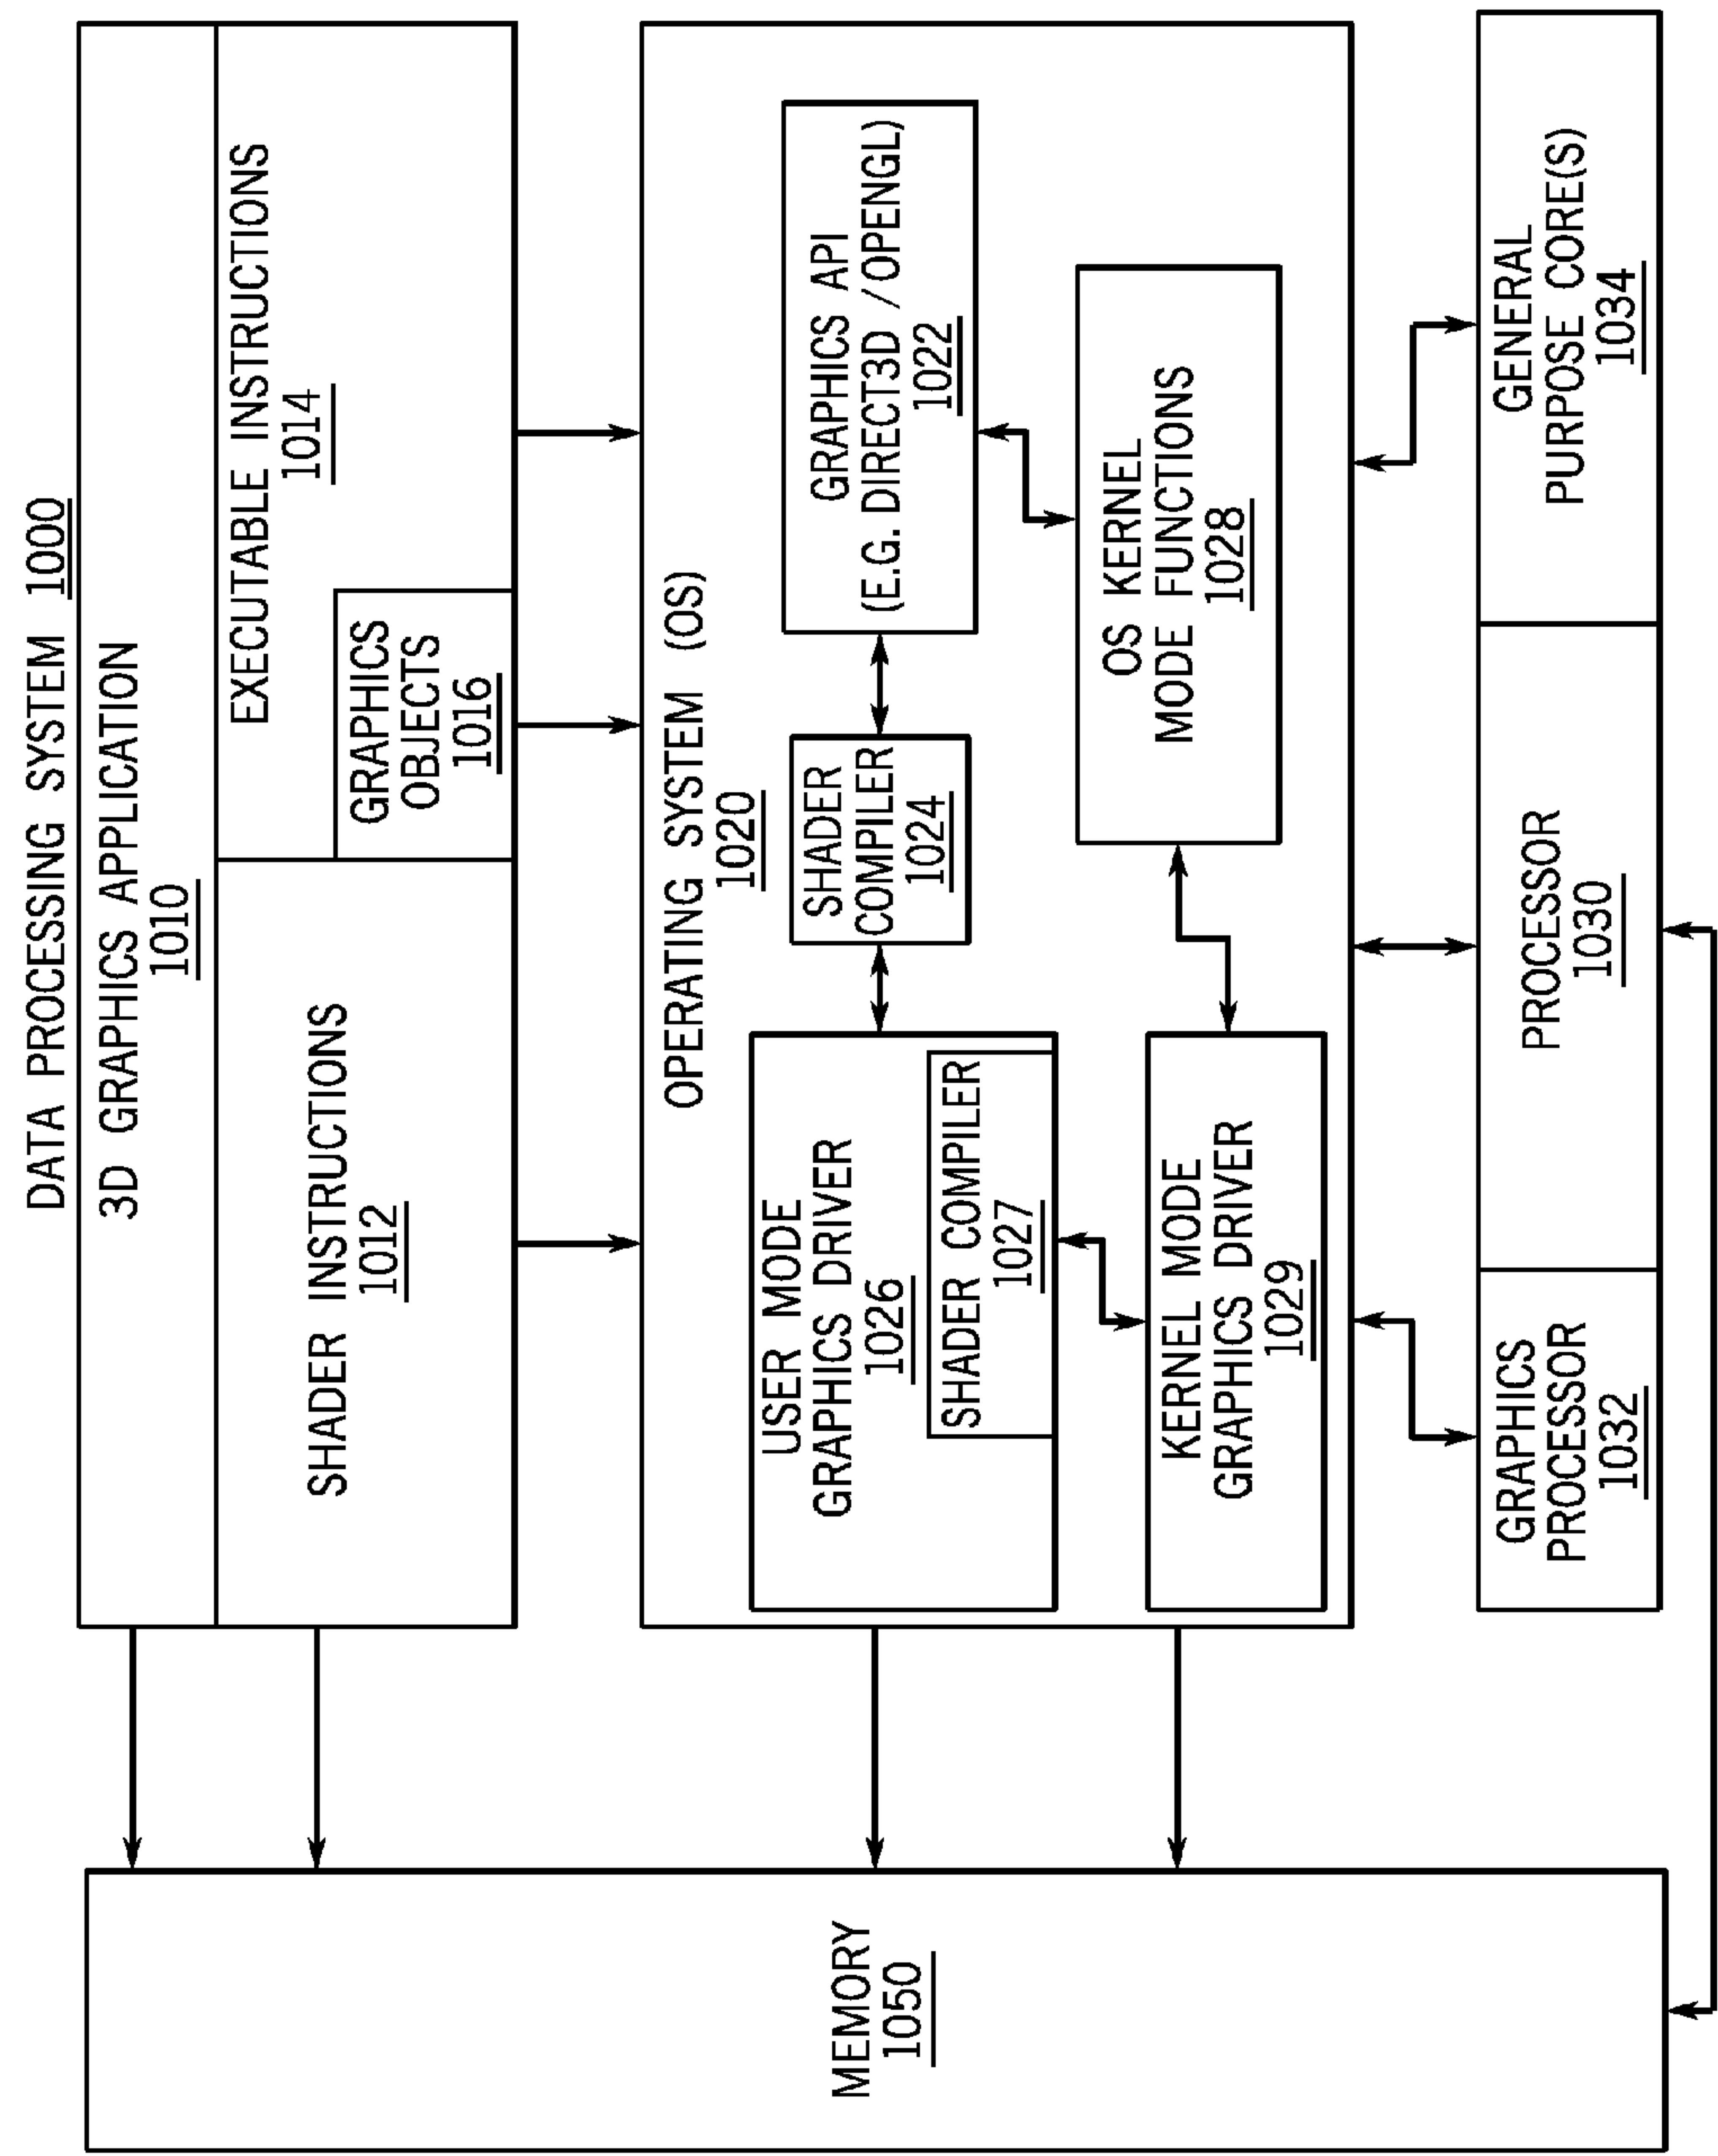 DATA PROCESSING SYSTEM 1000
3D GRAPHICS APPLICATION
1010
SHADER INSTRUCTIONS
1012
EXECUTABLE INSTRUCTIONS
1014
GRAPHICS
OBJECTS
1016
OPERATING SYSTEM (OS)
1020
USER MODE
GRAPHICS DRIVER
1026
SHADER COMPILER
1027
SHADER
COMPILER
1024
GRAPHICS API
(E.G. DIRECT3D /OPENGL)
1022
KERNEL MODE
GRAPHICS DRIVER
1029
OS KERNEL
MODE FUNCTIONS
1028
GRAPHICS
PROCESSOR
1032
PROCESSOR
1030
GENERAL
PURPOSE CORE(S)
1034
MEMORY
1050